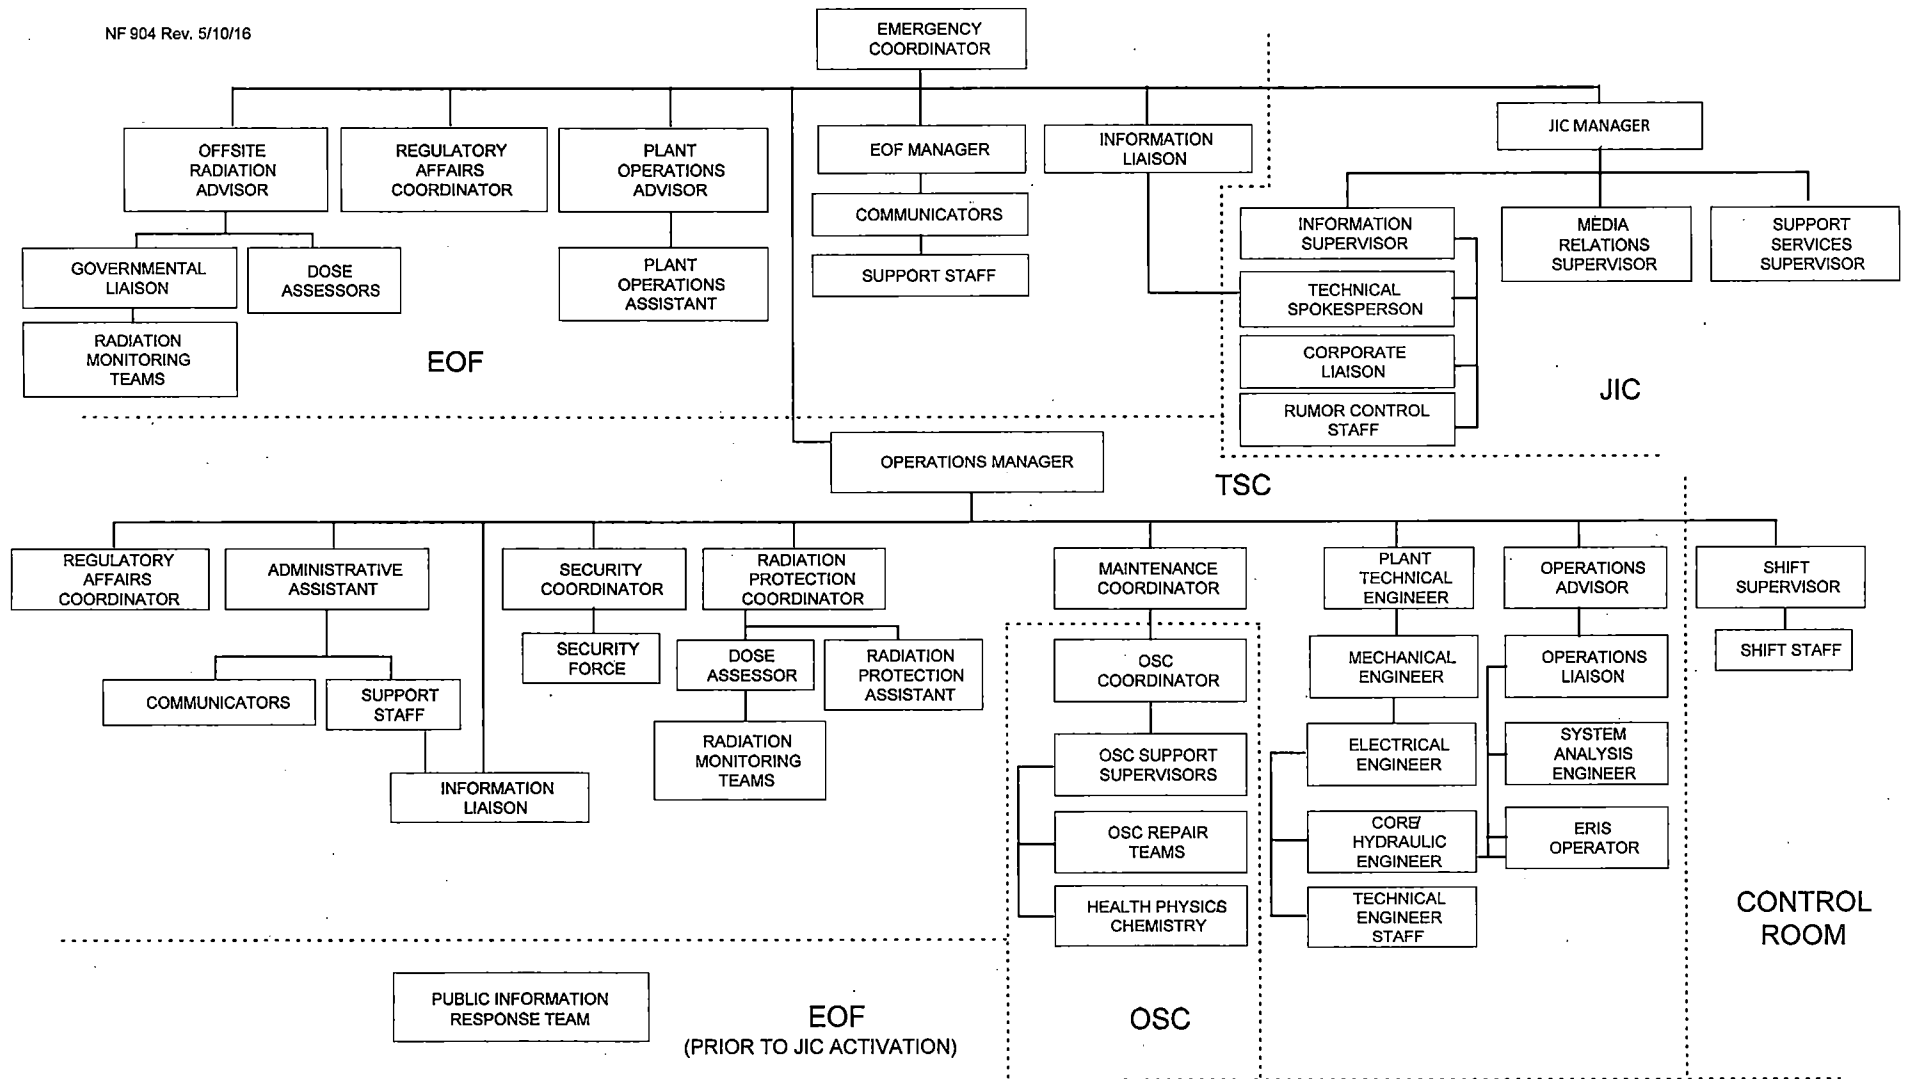 NF 904 Rev. 5/10/16
EMERGENCY
COORDINATOR
OFFSITE
RADIATION
ADVISOR
REGULATORY
AFFAIRS
COORDINATOR
PLANT
OPERATIONS
ADVISOR
EOF MANAGER
INFORMATION
LIAISON
JIC MANAGER
COMMUNICATORS
SUPPORT STAFF
GOVERNMENTAL
LIAISON
DOSE
ASSESSORS
PLANT
OPERATIONS
ASSISTANT
RADIATION
MONITORING
TEAMS
EOF
INFORMATION
SUPERVISOR
MEDIA
RELATIONS
SUPERVISOR
SUPPORT
SERVICES
SUPERVISOR
TECHNICAL
SPOKESPERSON
CORPORATE
LIAISON
RUMOR CONTROL
STAFF
JIC
OPERATIONS MANAGER
TSC
REGULATORY
AFFAIRS
COORDINATOR
ADMINISTRATIVE
ASSISTANT
SECURITY
COORDINATOR
RADIATION
PROTECTION
COORDINATOR
MAINTENANCE
COORDINATOR
PLANT
TECHNICAL
ENGINEER
OPERATIONS
ADVISOR
SHIFT
SUPERVISOR
SECURITY
FORCE
DOSE
ASSESSOR
RADIATION
PROTECTION
ASSISTANT
OSC
COORDINATOR
MECHANICAL
ENGINEER
OPERATIONS
LIAISON
SHIFT STAFF
COMMUNICATORS
SUPPORT
STAFF
RADIATION
MONITORING
TEAMS
OSC SUPPORT
SUPERVISORS
ELECTRICAL
ENGINEER
SYSTEM
ANALYSIS
ENGINEER
INFORMATION
LIAISON
OSC REPAIR
TEAMS
CORE/
HYDRAULIC
ENGINEER
ERIS
OPERATOR
HEALTH PHYSICS
CHEMISTRY
TECHNICAL
ENGINEER
STAFF
CONTROL
ROOM
PUBLIC INFORMATION
RESPONSE TEAM
EOF
(PRIOR TO JIC ACTIVATION)
OSC